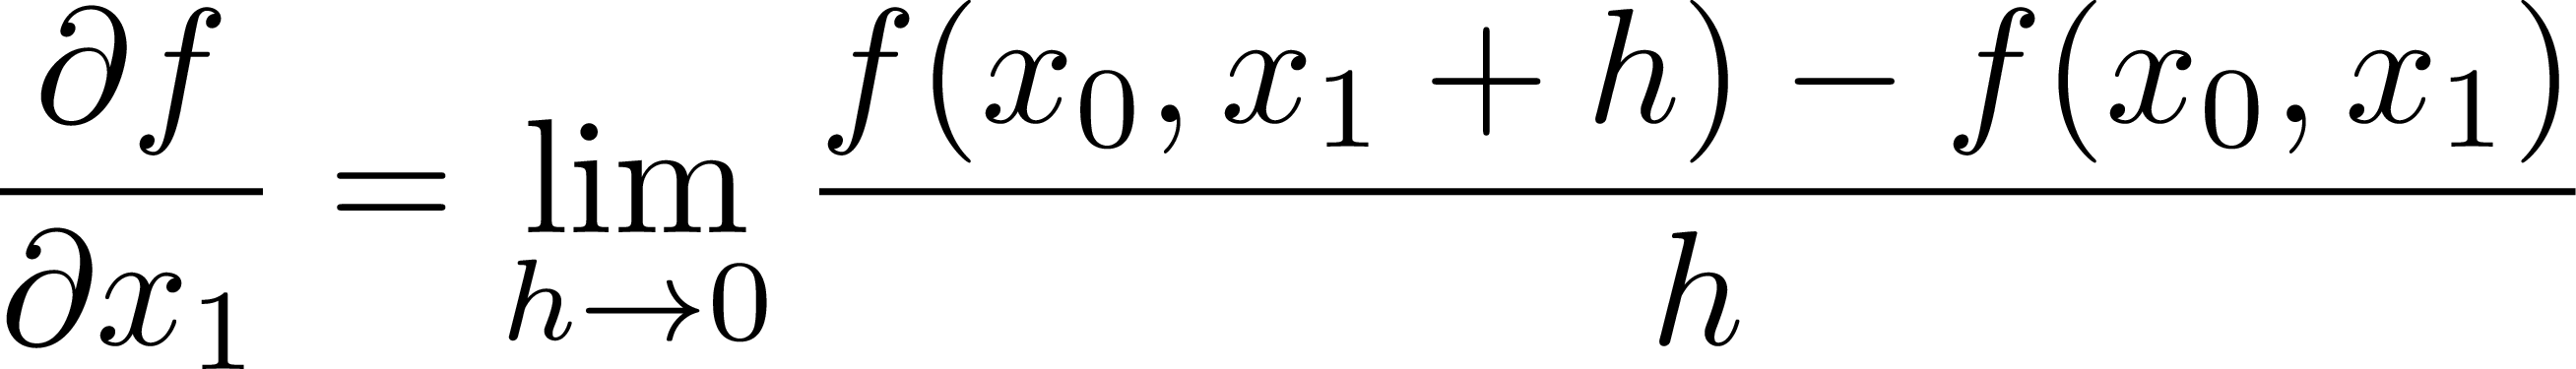 ∂f/∂x₁ = lim_{h→0} (f(x₀, x₁ + h) − f(x₀, x₁))/h